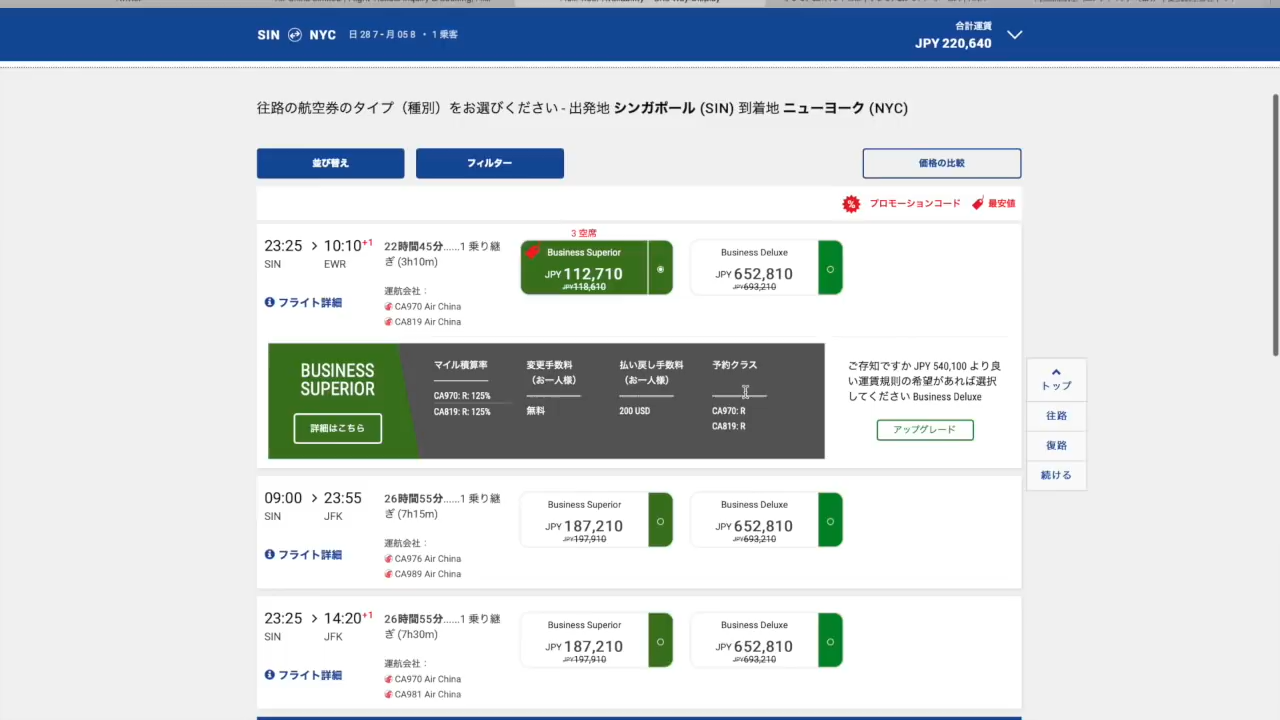 SIN NYC 日 28 7 - 月 05 8 ・ 1 乗客
合計運賃
JPY 220,640
往路の航空券のタイプ（種別）をお選びください - 出発地 シンガポール (SIN) 到着地 ニューヨーク (NYC)
並び替え フィルター 価格の比較
% プロモーションコード 最安値
23:25 > 10:10+1
SIN EWR
フライト詳細
22時間45分......1 乗り継
ぎ (3h10m)
運航会社：
CA970 Air China
CA819 Air China
3 空席
Business Superior
JPY 112,710
JPY118,610
Business Deluxe
JPY 652,810
JPY693,210
BUSINESS
SUPERIOR
詳細はこちら
マイル積算率
CA970: R: 125%
CA819: R: 125%
変更手数料
（お一人様）
無料
払い戻し手数料
（お一人様）
200 USD
予約クラス
CA970: R
CA819: R
ご存知ですか JPY 540,100 より良
い運賃規則の希望があれば選択
してください Business Deluxe
アップグレード
トップ
往路
復路
続ける
09:00 > 23:55
SIN JFK
フライト詳細
26時間55分......1 乗り継
ぎ (7h15m)
運航会社：
CA976 Air China
CA989 Air China
Business Superior
JPY 187,210
JPY197,910
Business Deluxe
JPY 652,810
JPY693,210
23:25 > 14:20+1
SIN JFK
フライト詳細
26時間55分......1 乗り継
ぎ (7h30m)
運航会社：
CA970 Air China
CA981 Air China
Business Superior
JPY 187,210
JPY197,910
Business Deluxe
JPY 652,810
JPY693,210